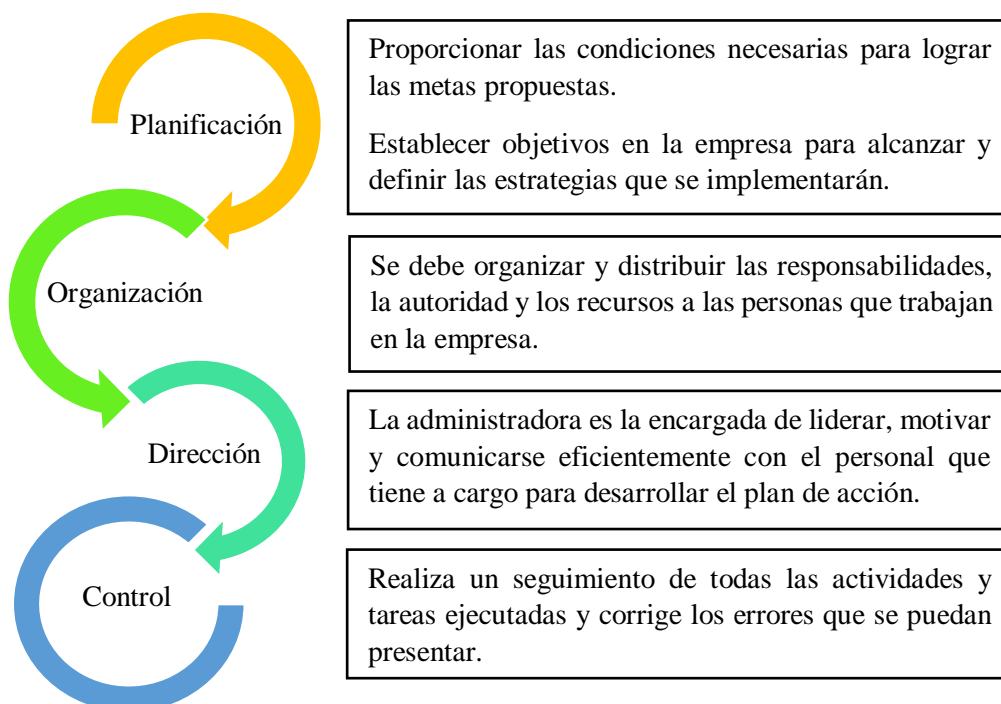 Planificación
Proporcionar las condiciones necesarias para lograr
las metas propuestas.
Establecer objetivos en la empresa para alcanzar y
definir las estrategias que se implementarán.
Organización
Se debe organizar y distribuir las responsabilidades,
la autoridad y los recursos a las personas que trabajan
en la empresa.
Dirección
La administradora es la encargada de liderar, motivar
y comunicarse eficientemente con el personal que
tiene a cargo para desarrollar el plan de acción.
Control
Realiza un seguimiento de todas las actividades y
tareas ejecutadas y corrige los errores que se puedan
presentar.